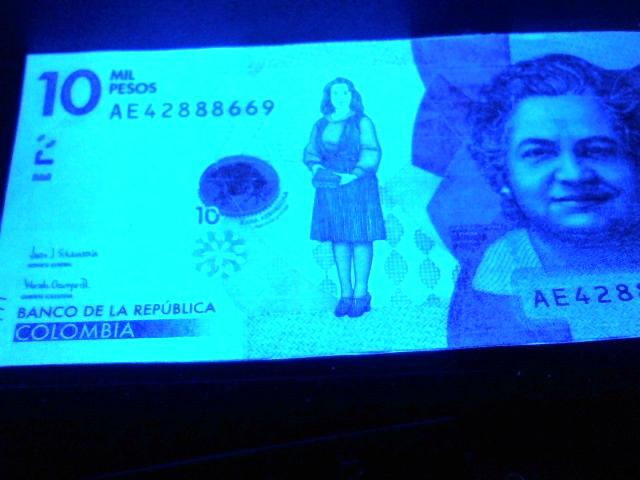 10 MIL
PESOS
AE42888669
10
BANCO DE LA REPÚBLICA
COLOMBIA
AE428